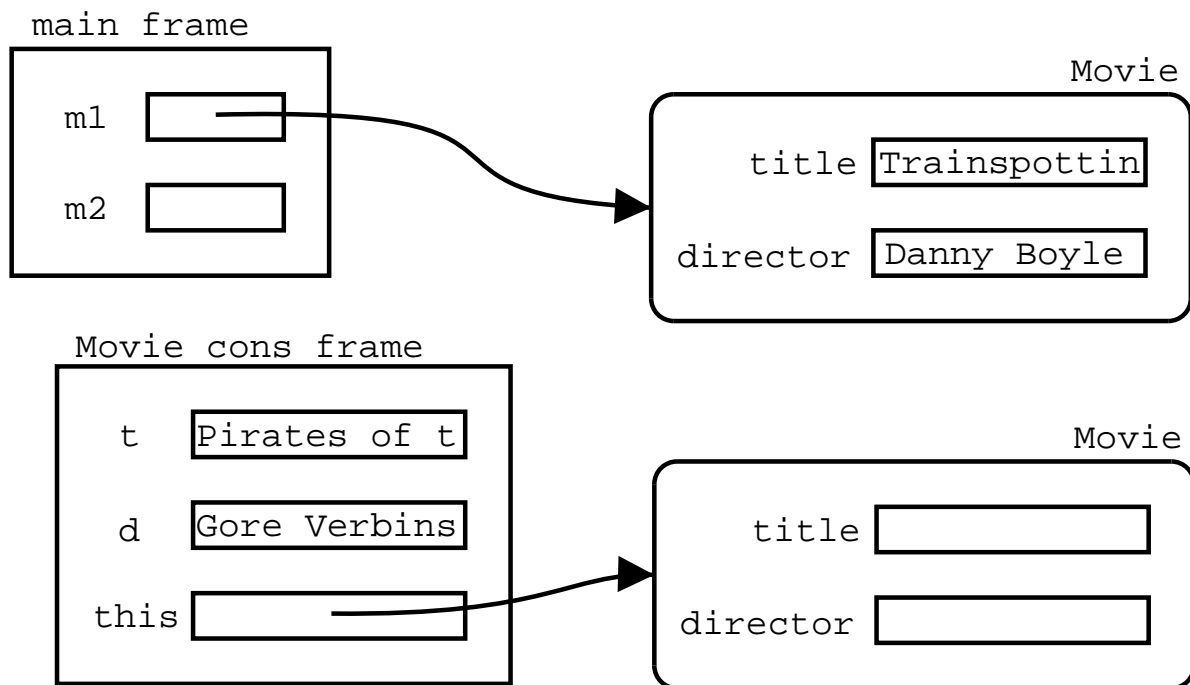 main frame
m1
m2
Movie
title Trainspottin
director Danny Boyle
Movie cons frame
t Pirates of t
d Gore Verbins
this
Movie
title
director